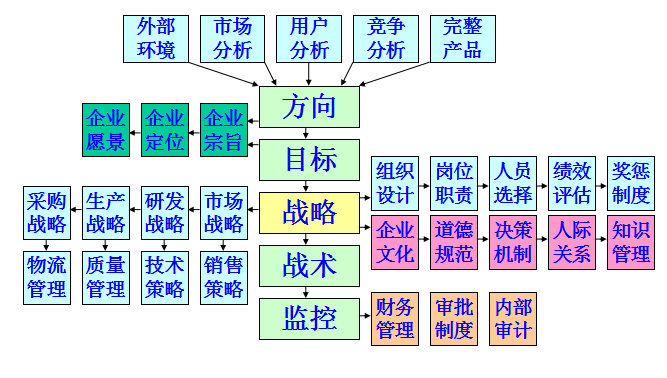 外部
环境
市场
分析
用户
分析
竞争
分析
完整
产品
方向
企业
愿景
企业
定位
企业
宗旨
目标
组织
设计
岗位
职责
人员
选择
绩效
评估
奖惩
制度
采购
战略
生产
战略
研发
战略
市场
战略
战略
企业
文化
道德
规范
决策
机制
人际
关系
知识
管理
物流
管理
质量
管理
技术
策略
销售
策略
战术
监控
财务
管理
审批
制度
内部
审计